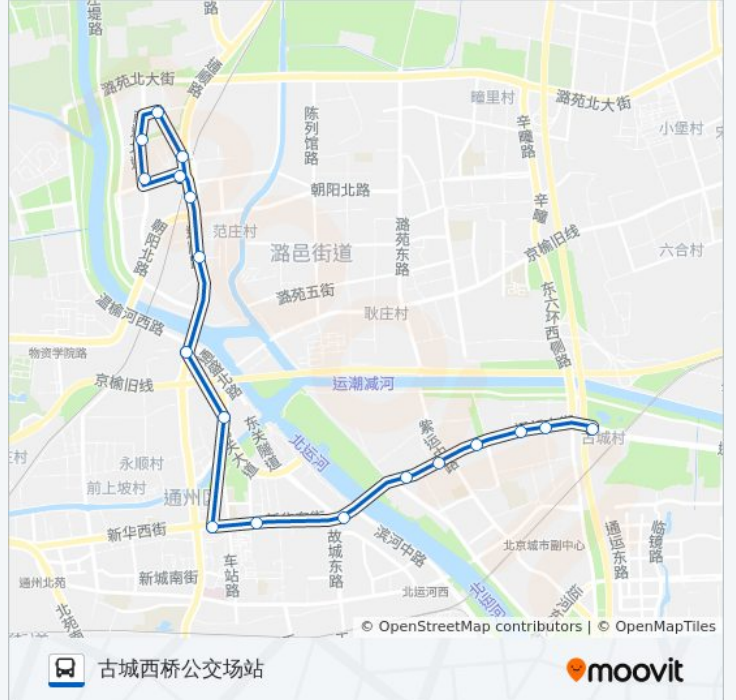 路
潞苑北大街
通顺路
疃里村
潞苑北大街
小堡村
陈列馆路
辛疃路
朝阳北路
辛疃
范庄村
朝阳北路
潞苑东路
京榆旧线
潞邑街道
六合村
潞苑五街
东六环西侧路
温榆河西路
耿庄村
物资学院路
通盛北路
京榆旧线
运潮减河
东关隧道
紫运中路
北运河
古城村
永顺村
前上坡村
通州区
新华西街
故城东路
滨河中路
北京城市副中心
通运东路
临镜路
车站路
新城南街
通州北苑
北运河西
北运河
© OpenStreetMap contributors | © OpenMapTiles
古城西桥公交场站
moovit